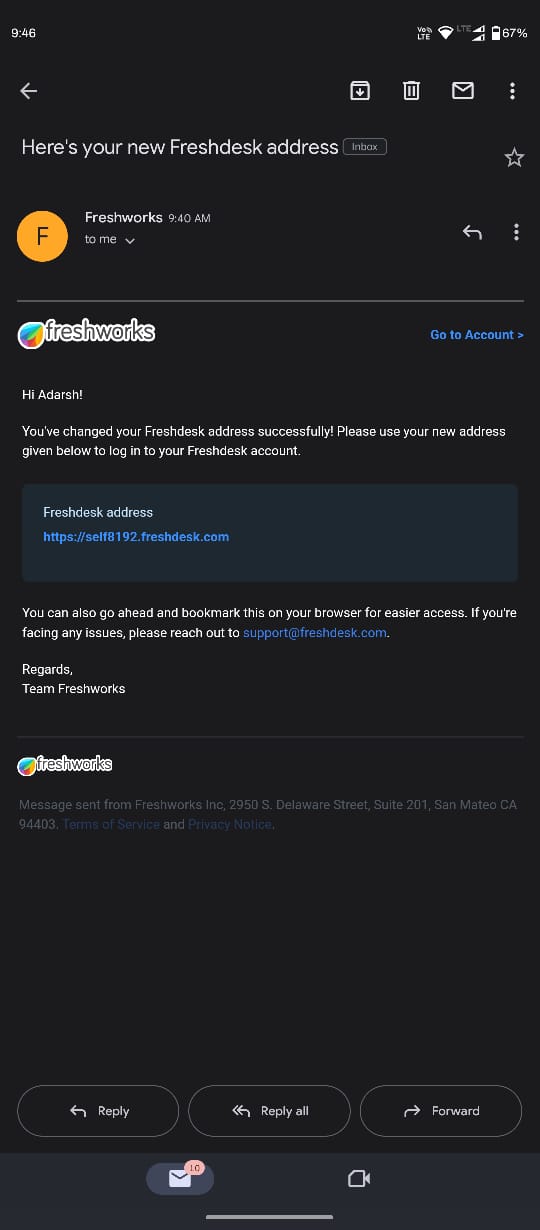 9:46
Vo)) LTE LTE 67%
Here's your new Freshdesk address Inbox
F
Freshworks 9:40 AM
to me
freshworks
Go to Account >
Hi Adarsh!
You've changed your Freshdesk address successfully! Please use your new address
given below to log in to your Freshdesk account.
Freshdesk address
https://self8192.freshdesk.com
You can also go ahead and bookmark this on your browser for easier access. If you're
facing any issues, please reach out to support@freshdesk.com.
Regards,
Team Freshworks
freshworks
Message sent from Freshworks Inc, 2950 S. Delaware Street, Suite 201, San Mateo CA
94403. Terms of Service and Privacy Notice.
Reply
Reply all
Forward
10